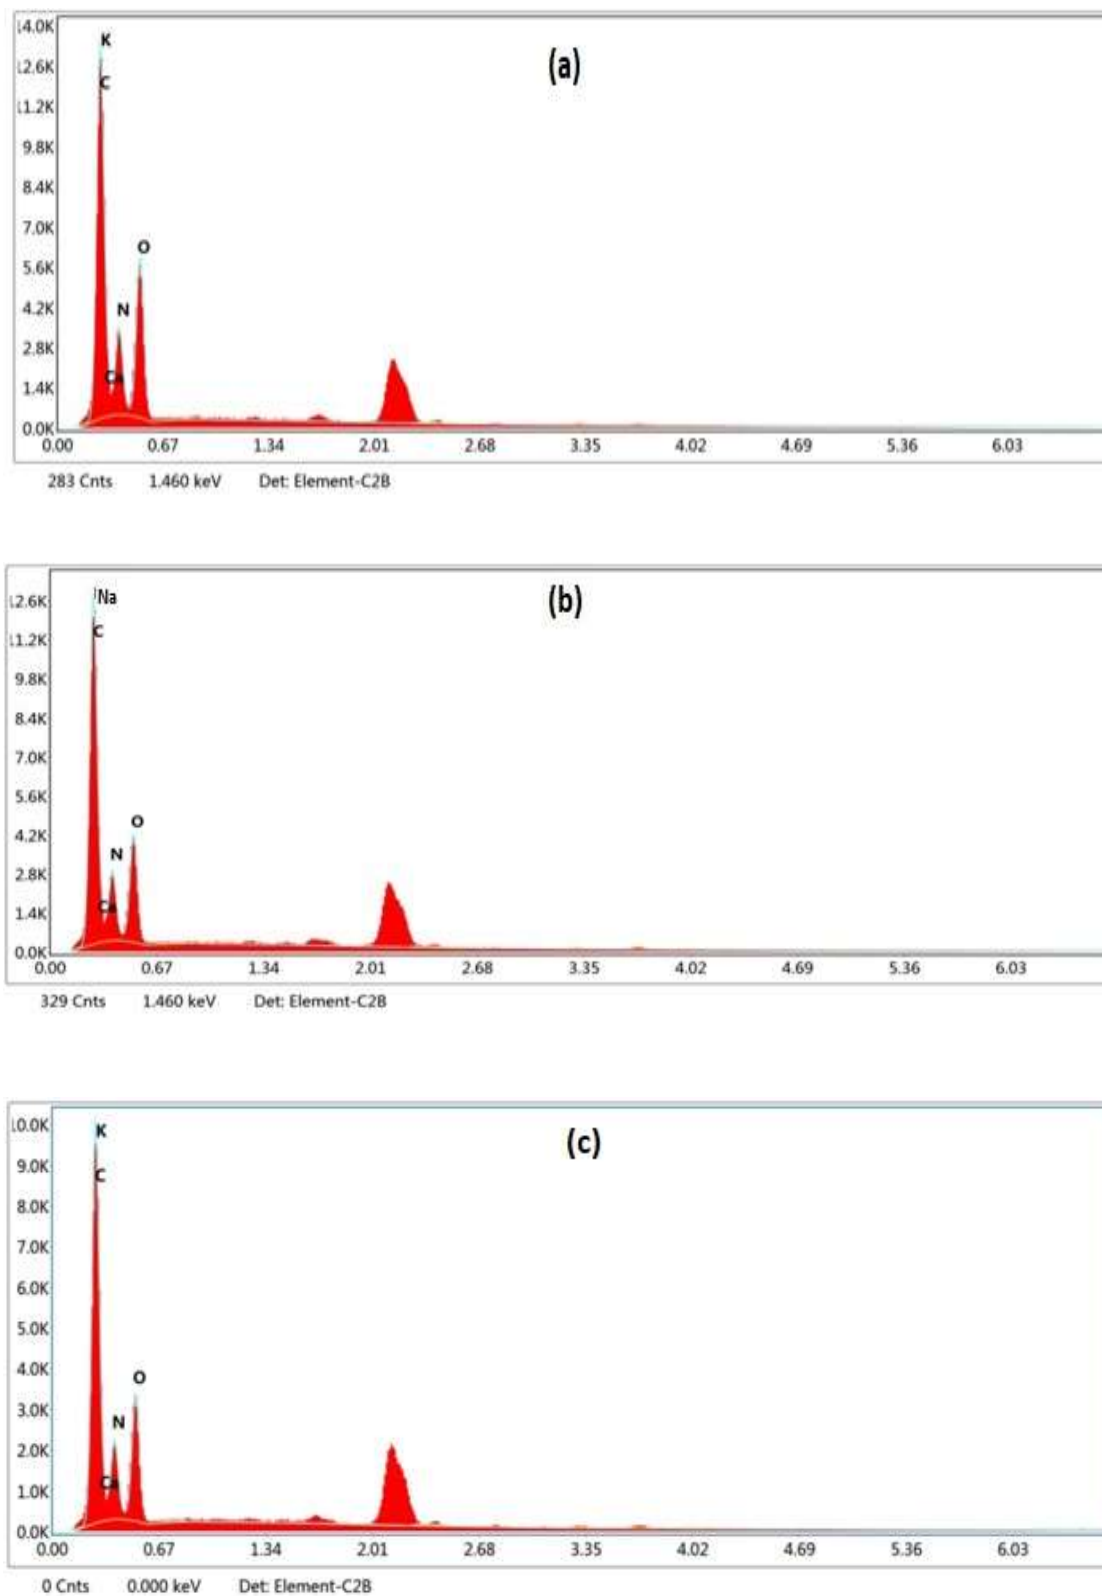 14.0K
K
(a)
12.6K
C
11.2K
9.8K
8.4K
7.0K
O
5.6K
N
4.2K
2.8K
Ca
1.4K
0.0K
0.00 0.67 1.34 2.01 2.68 3.35 4.02 4.69 5.36 6.03
283 Cnts 1.460 keV Det: Element-C2B
Na
(b)
12.6K
C
11.2K
9.8K
8.4K
7.0K
5.6K
O
4.2K
N
2.8K
Ca
1.4K
0.0K
0.00 0.67 1.34 2.01 2.68 3.35 4.02 4.69 5.36 6.03
329 Cnts 1.460 keV Det: Element-C2B
10.0K
K
(c)
9.0K
C
8.0K
7.0K
6.0K
5.0K
4.0K
O
3.0K
N
2.0K
Ca
1.0K
0.0K
0.00 0.67 1.34 2.01 2.68 3.35 4.02 4.69 5.36 6.03
0 Cnts 0.000 keV Det: Element-C2B